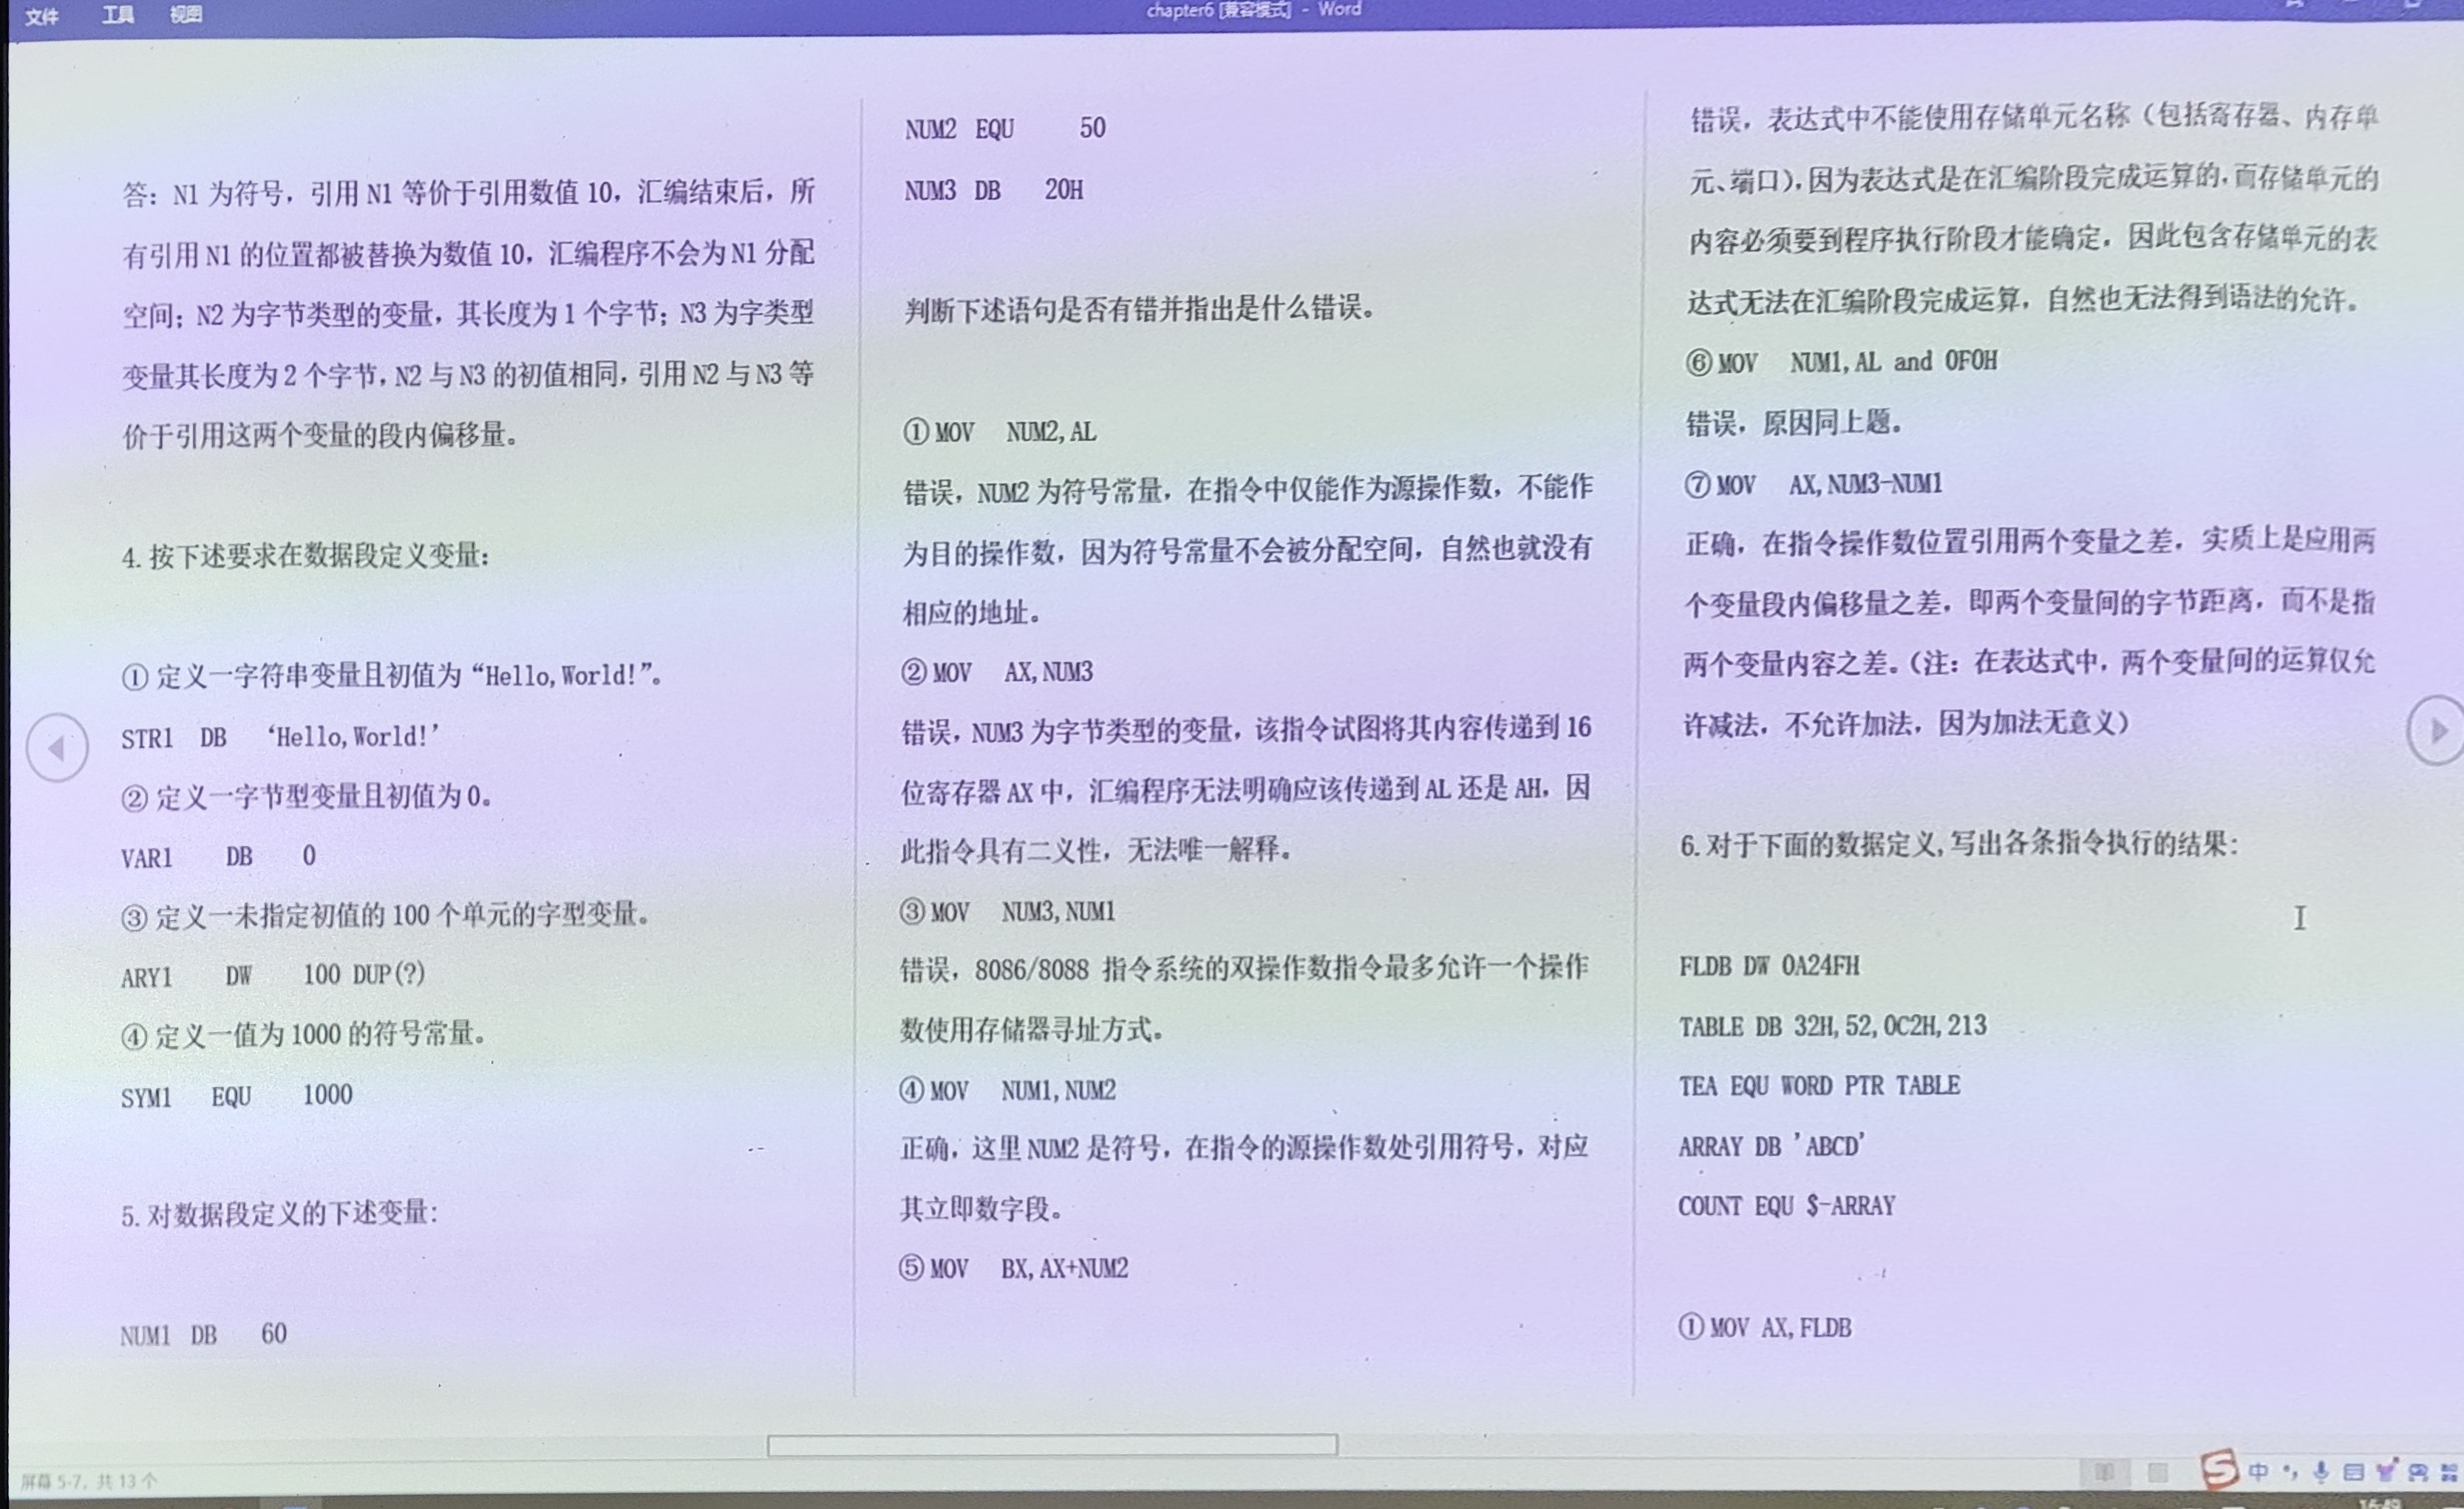 文件 工具 视图
chapter6 [兼容模式] - Word
答：N1 为符号，引用 N1 等价于引用数值 10，汇编结束后，所
有引用 N1 的位置都被替换为数值 10，汇编程序不会为 N1 分配
空间；N2 为字节类型的变量，其长度为 1 个字节；N3 为字类型
变量其长度为 2 个字节，N2 与 N3 的初值相同，引用 N2 与 N3 等
价于引用这两个变量的段内偏移量。
4. 按下述要求在数据段定义变量：
① 定义一字符串变量且初值为“Hello,World!”。
STR1 DB ‘Hello,World!’
② 定义一字节型变量且初值为 0。
VAR1 DB 0
③ 定义一未指定初值的 100 个单元的字型变量。
ARY1 DW 100 DUP(?)
④ 定义一值为 1000 的符号常量。
SYM1 EQU 1000
5. 对数据段定义的下述变量：
NUM1 DB 60
NUM2 EQU 50
NUM3 DB 20H
判断下述语句是否有错并指出是什么错误。
① MOV NUM2,AL
错误，NUM2 为符号常量，在指令中仅能作为源操作数，不能作
为目的操作数，因为符号常量不会被分配空间，自然也就没有
相应的地址。
② MOV AX,NUM3
错误，NUM3 为字节类型的变量，该指令试图将其内容传递到 16
位寄存器 AX 中，汇编程序无法明确应该传递到 AL 还是 AH，因
此指令具有二义性，无法唯一解释。
③ MOV NUM3,NUM1
错误，8086/8088 指令系统的双操作数指令最多允许一个操作
数使用存储器寻址方式。
④ MOV NUM1,NUM2
正确，这里 NUM2 是符号，在指令的源操作数处引用符号，对应
其立即数字段。
⑤ MOV BX,AX+NUM2
错误，表达式中不能使用存储单元名称（包括寄存器、内存单
元、端口），因为表达式是在汇编阶段完成运算的，而存储单元的
内容必须要到程序执行阶段才能确定，因此包含存储单元的表
达式无法在汇编阶段完成运算，自然也无法得到语法的允许。
⑥ MOV NUM1,AL and 0F0H
错误，原因同上题。
⑦ MOV AX,NUM3-NUM1
正确，在指令操作数位置引用两个变量之差，实质上是应用两
个变量段内偏移量之差，即两个变量间的字节距离，而不是指
两个变量内容之差。（注：在表达式中，两个变量间的运算仅允
许减法，不允许加法，因为加法无意义）
6. 对于下面的数据定义,写出各条指令执行的结果：
FLDB DW 0A24FH
TABLE DB 32H,52,0C2H,213
TEA EQU WORD PTR TABLE
ARRAY DB 'ABCD'
COUNT EQU $-ARRAY
① MOV AX,FLDB
屏幕 5-7, 共 13 个
S 中